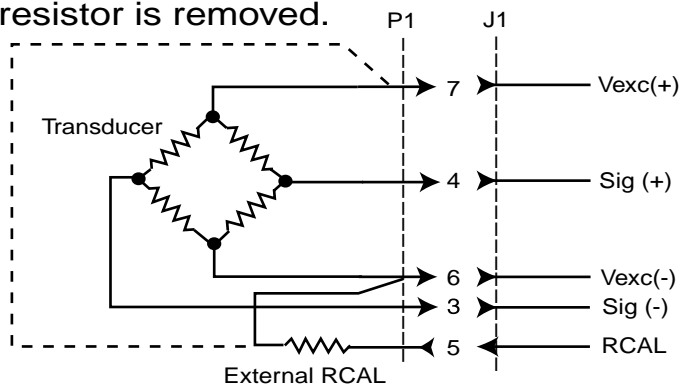 resistor is removed.
P1 J1
7 Vexc(+)
Transducer
4 Sig (+)
6 Vexc(-)
3 Sig (-)
5 RCAL
External RCAL